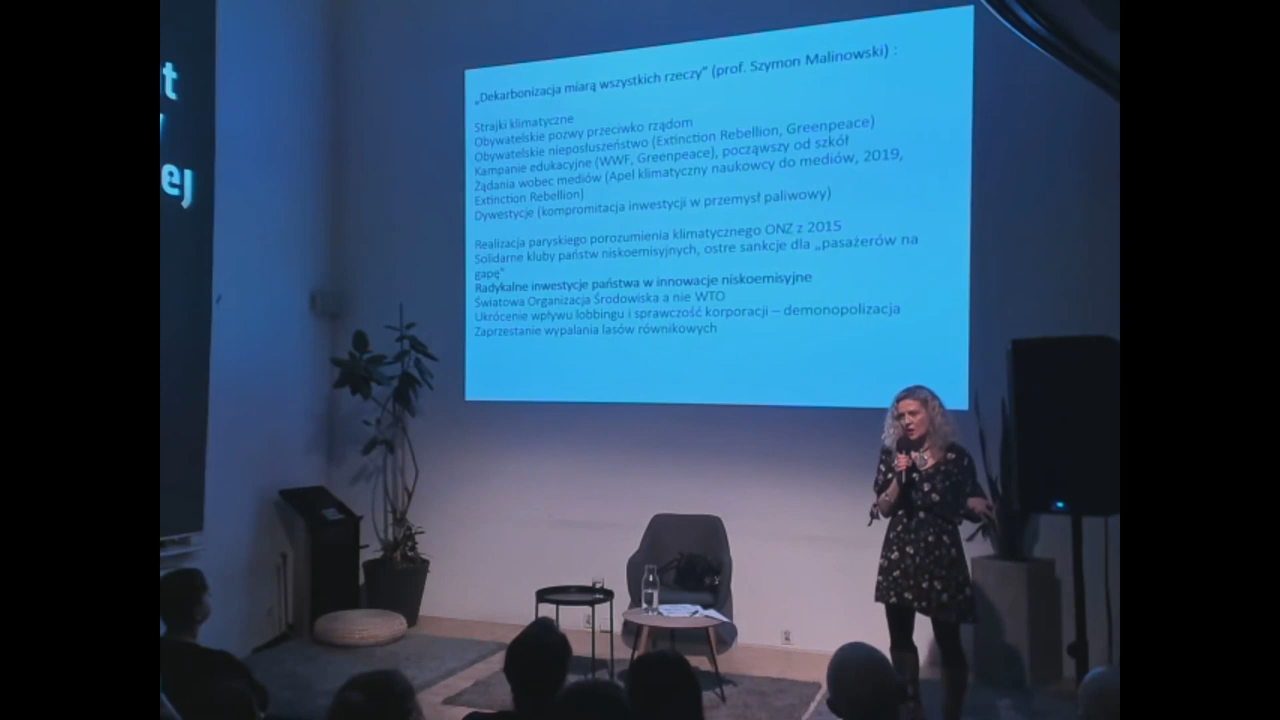 t
ej
„Dekarbonizacja miarą wszystkich rzeczy” (prof. Szymon Malinowski) :
Strajki klimatyczne
Obywatelskie pozwy przeciwko rządom
Obywatelskie nieposłuszeństwo (Extinction Rebellion, Greenpeace)
Kampanie edukacyjne (WWF, Greenpeace), począwszy od szkół
Żądania wobec mediów (Apel klimatyczny naukowcy do mediów, 2019,
Extinction Rebellion)
Dywestycje (kompromitacja inwestycji w przemysł paliwowy)
Realizacja paryskiego porozumienia klimatycznego ONZ z 2015
Solidarne kluby państw niskoemisyjnych, ostre sankcje dla „pasażerów na
gapę”
Radykalne inwestycje państwa w innowacje niskoemisyjne
Światowa Organizacja Środowiska a nie WTO
Ukrócenie wpływu lobbingu i sprawczość korporacji – demonopolizacja
Zaprzestanie wypalania lasów równikowych